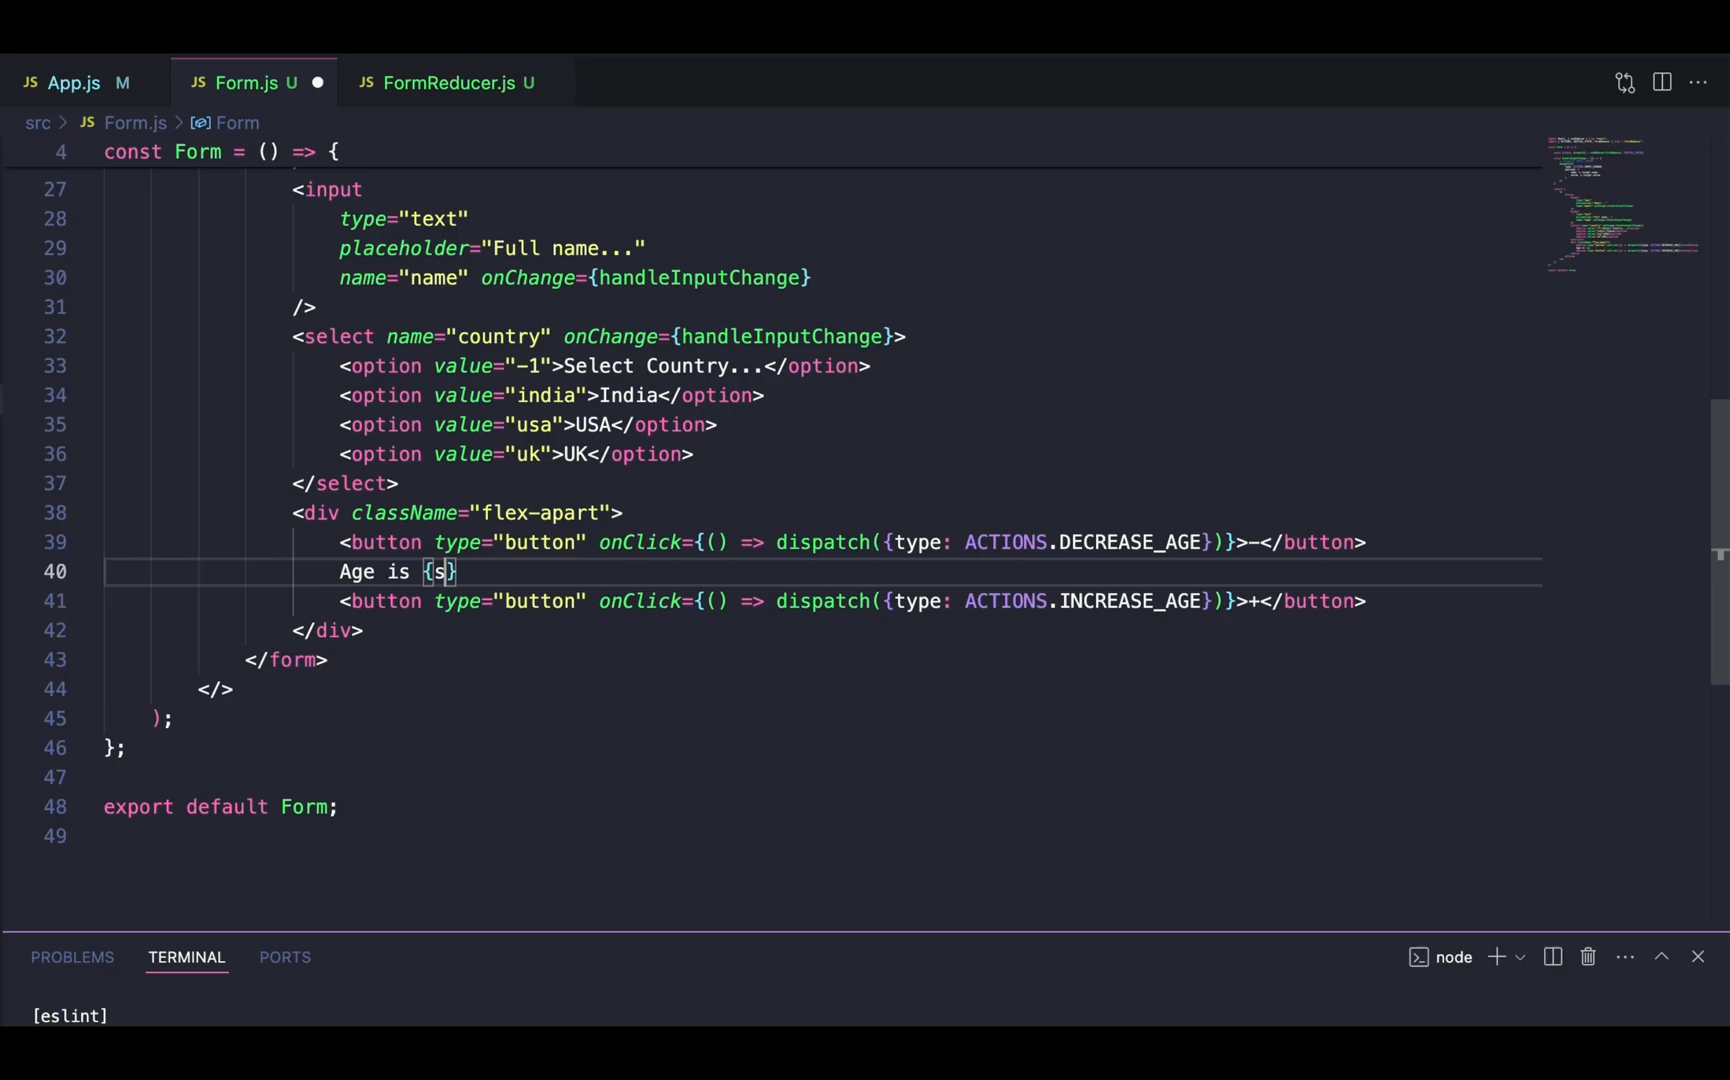 JS App.js M
JS Form.js U
JS FormReducer.js U
src > JS Form.js > Form
4 const Form = () => {
27 <input
28 type="text"
29 placeholder="Full name..."
30 name="name" onChange={handleInputChange}
31 />
32 <select name="country" onChange={handleInputChange}>
33 <option value="-1">Select Country...</option>
34 <option value="india">India</option>
35 <option value="usa">USA</option>
36 <option value="uk">UK</option>
37 </select>
38 <div className="flex-apart">
39 <button type="button" onClick={() => dispatch({type: ACTIONS.DECREASE_AGE})}>-</button>
40 Age is {s}
41 <button type="button" onClick={() => dispatch({type: ACTIONS.INCREASE_AGE})}>+</button>
42 </div>
43 </form>
44 </>
45 );
46 };
47
48 export default Form;
49
PROBLEMS TERMINAL PORTS
node
[eslint]